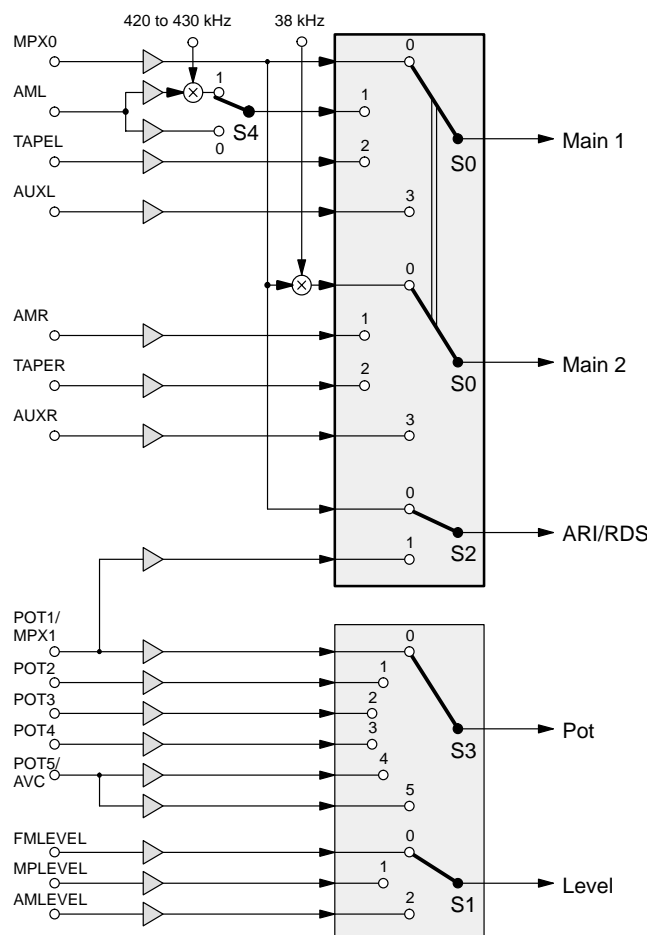 420 to 430 kHz
38 kHz
MPX0
0
AML
1
1
S4
0
S0
Main 1
TAPEL
2
AUXL
3
0
AMR
1
TAPER
2
S0
Main 2
AUXR
3
0
S2
ARI/RDS
1
POT1/
MPX1
0
POT2
1
POT3
2
POT4
3
S3
Pot
POT5/
AVC
4
5
FMLEVEL
0
MPLEVEL
1
S1
Level
AMLEVEL
2